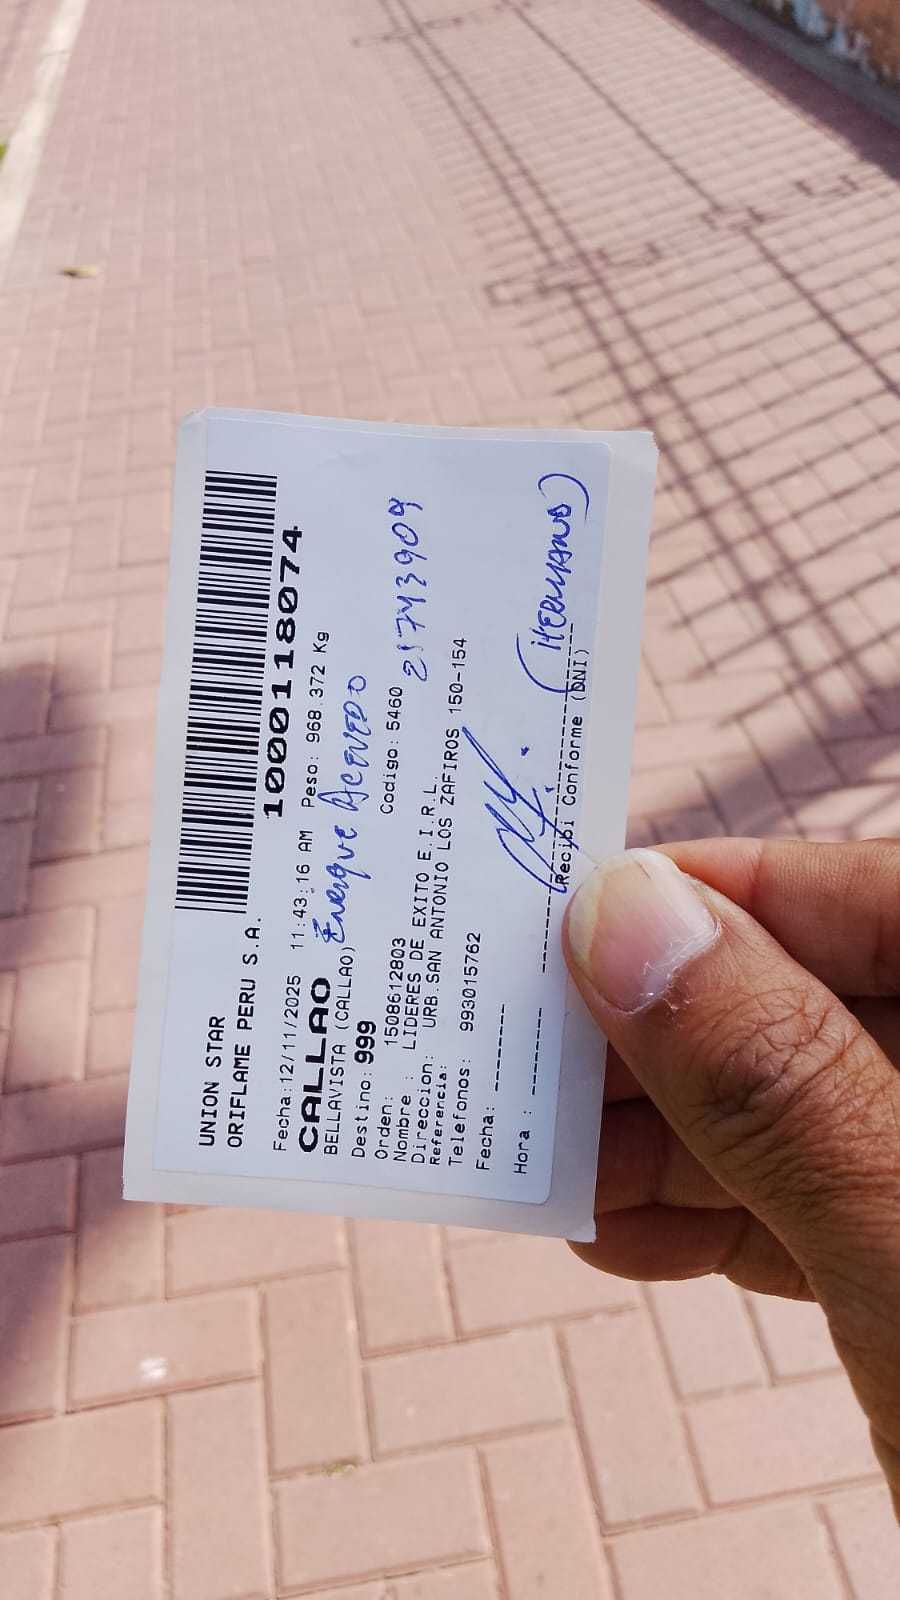 UNION STAR
ORIFLAME PERU S.A.
10001118074
Fecha:12/11/2025 11:43:16 AM Peso: 968.372 Kg
CALLAO
BELLAVISTA (CALLAO)
Enrique Acevedo
Destino: 999
Orden: 1508612803 Codigo: 5460
25743909
Nombre : LIDERES DE EXITO E.I.R.L.
Direccion: URB.SAN ANTONIO LOS ZAFIROS 150-154
Referencia:
Telefonos: 993015762
Fecha:
Hora :
(HERMANO)
Recibi Conforme (DNI)